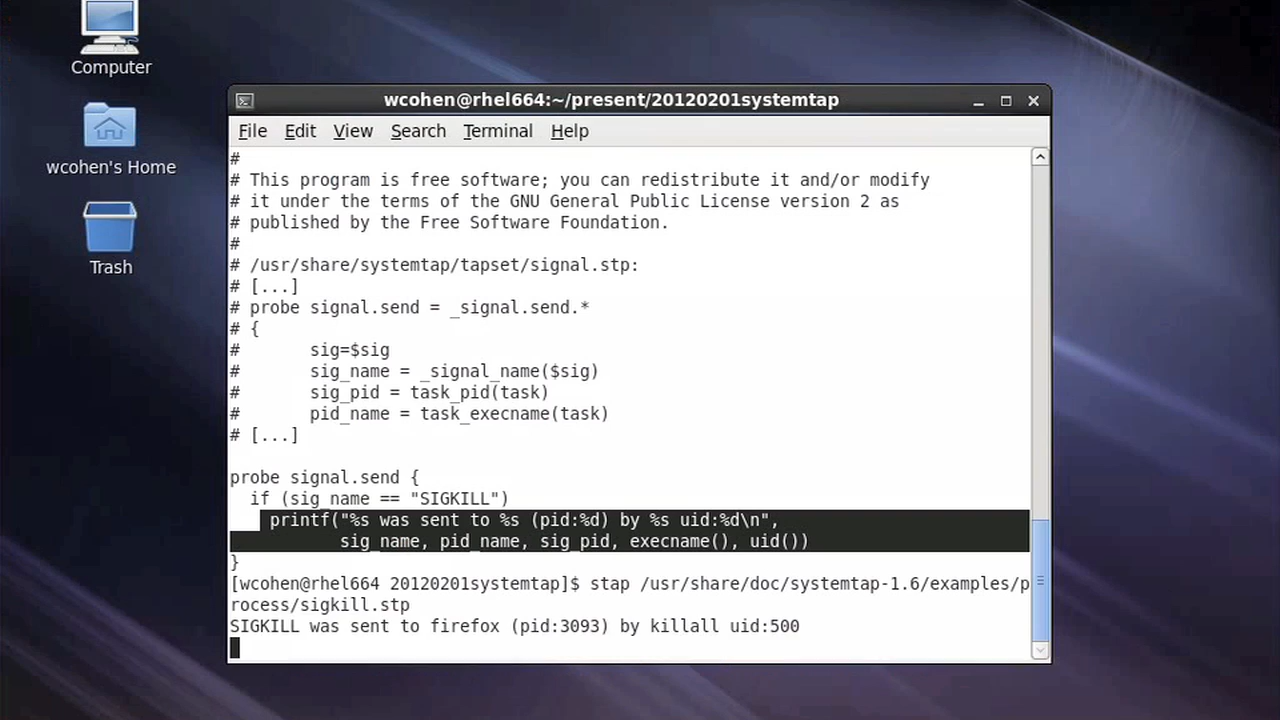 Computer
wcohen's Home
Trash
wcohen@rhel664:~/present/20120201systemtap
File Edit View Search Terminal Help
#
# This program is free software; you can redistribute it and/or modify
# it under the terms of the GNU General Public License version 2 as
# published by the Free Software Foundation.
#
# /usr/share/systemtap/tapset/signal.stp:
# [...]
# probe signal.send = _signal.send.*
# {
#       sig=$sig
#       sig_name = _signal_name($sig)
#       sig_pid = task_pid(task)
#       pid_name = task_execname(task)
# [...]
probe signal.send {
  if (sig_name == "SIGKILL")
    printf("%s was sent to %s (pid:%d) by %s uid:%d\n",
           sig_name, pid_name, sig_pid, execname(), uid())
}
[wcohen@rhel664 20120201systemtap]$ stap /usr/share/doc/systemtap-1.6/examples/p
rocess/sigkill.stp
SIGKILL was sent to firefox (pid:3093) by killall uid:500